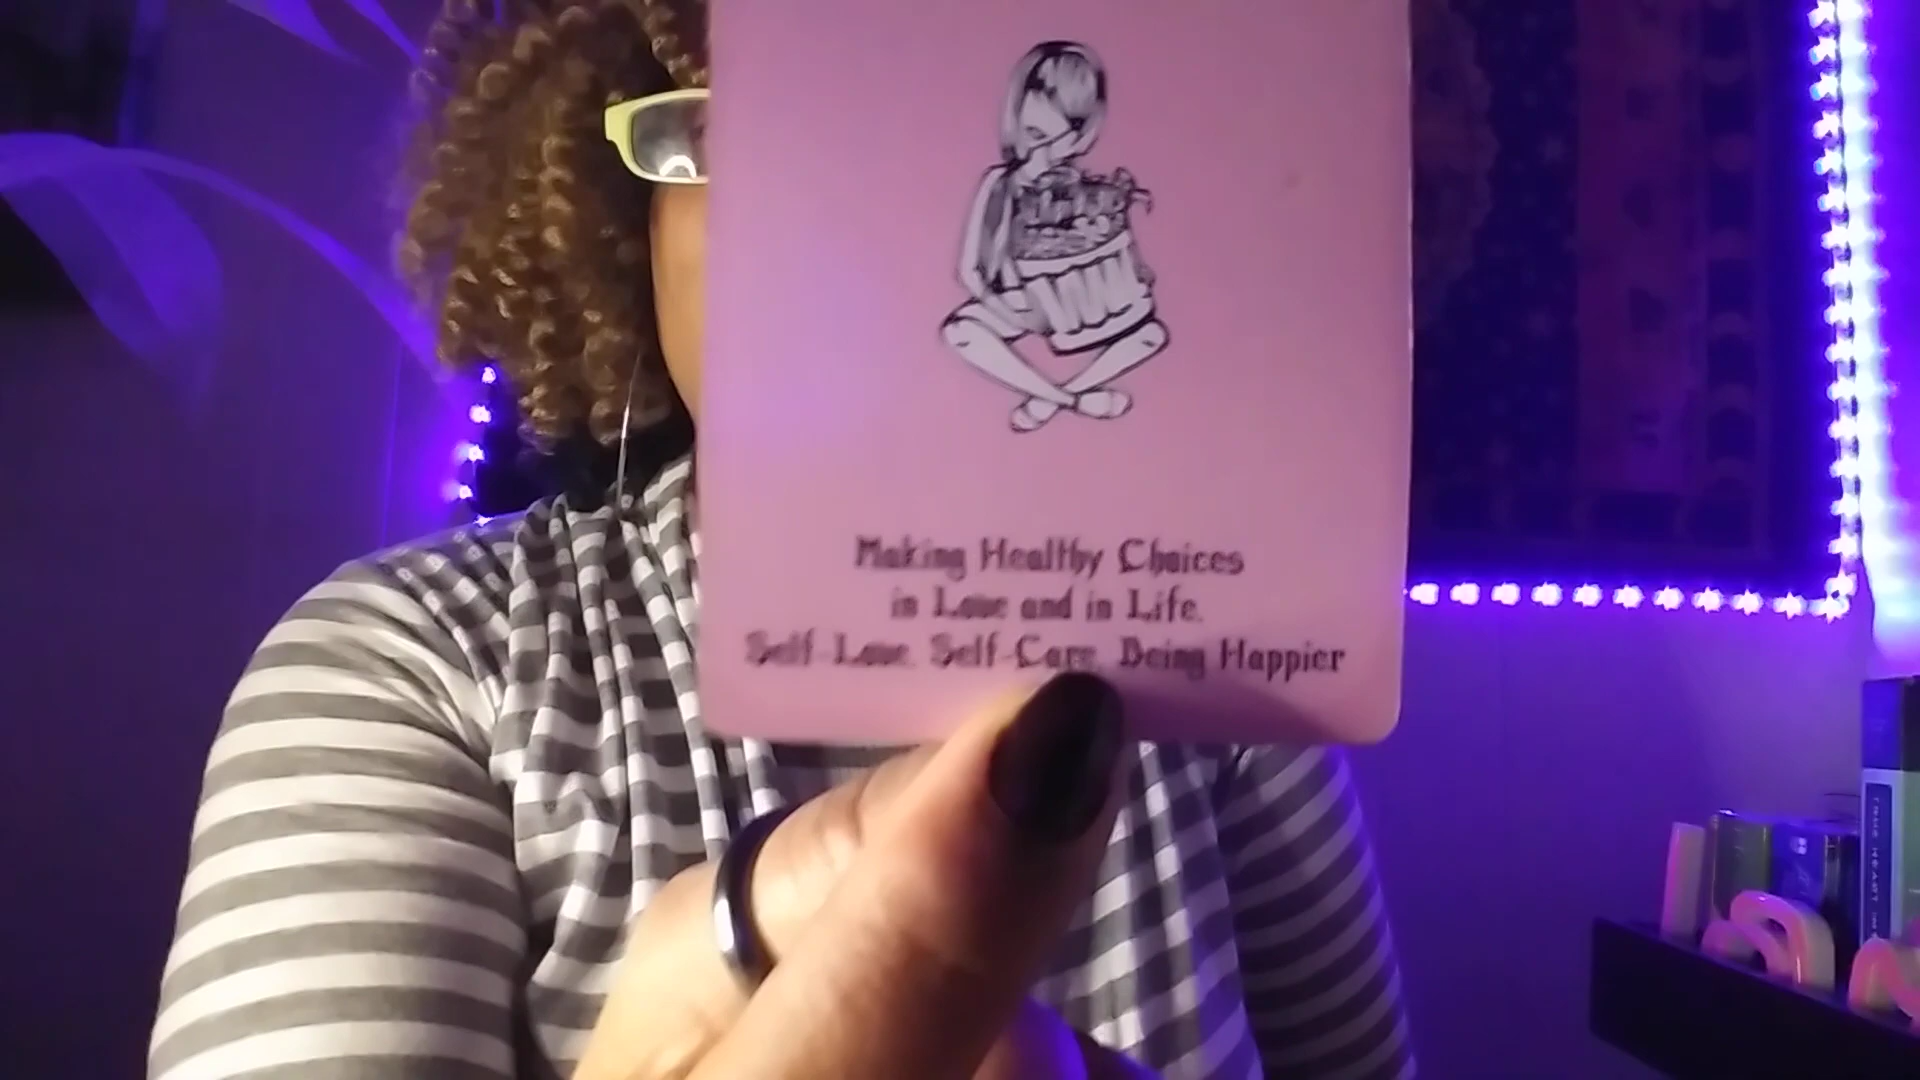 Making Healthy Choices
in Love and in Life.
Self-Love, Self-Care, Being Happier